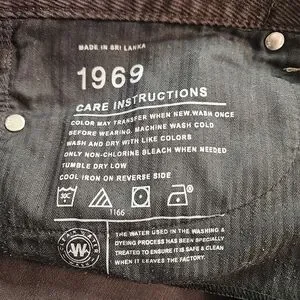 MADE IN SRI LANKA
1969
CARE INSTRUCTIONS
COLOR MAY TRANSFER WHEN NEW. WASH ONCE
BEFORE WEARING. MACHINE WASH COLD
WASH AND DRY WITH LIKE COLORS
ONLY NON-CHLORINE BLEACH WHEN NEEDED
TUMBLE DRY LOW
COOL IRON ON REVERSE SIDE
30C
1166
CLEAN WATER
W
THE WATER USED IN THE WASHING &
DYEING PROCESS HAS BEEN SPECIALLY
TREATED TO ENSURE IT IS SAFE & CLEAN
WHEN IT LEAVES THE FACTORY.